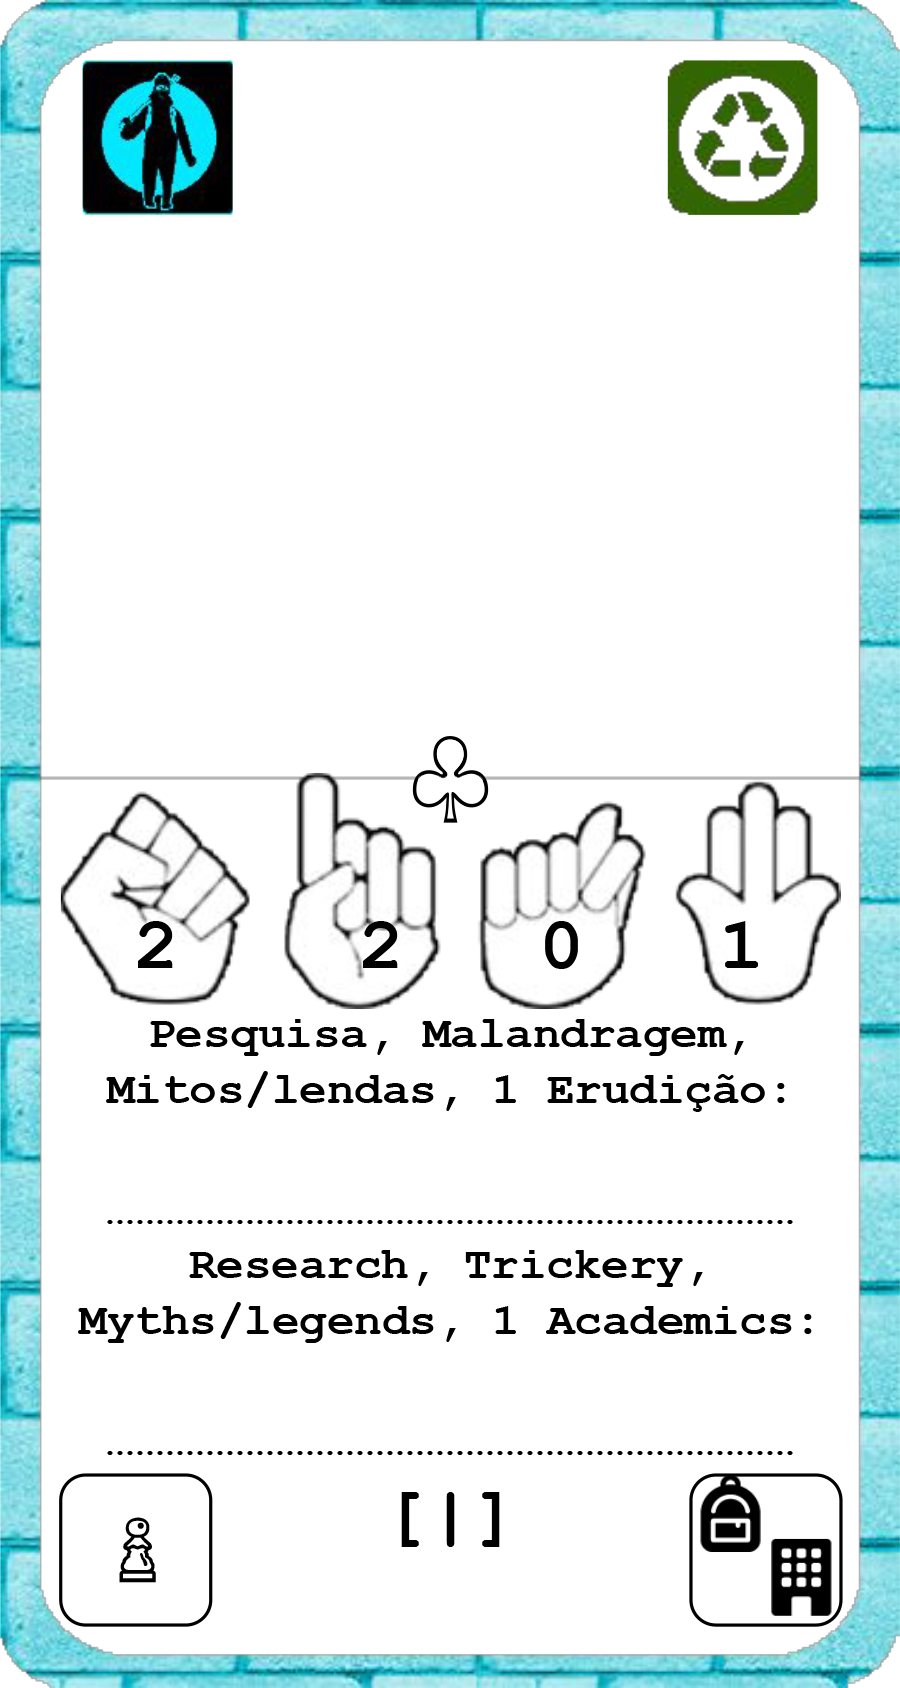 2 2 0 1
Pesquisa, Malandragem,
Mitos/lendas, 1 Erudição:
Research, Trickery,
Myths/legends, 1 Academics:
[|]